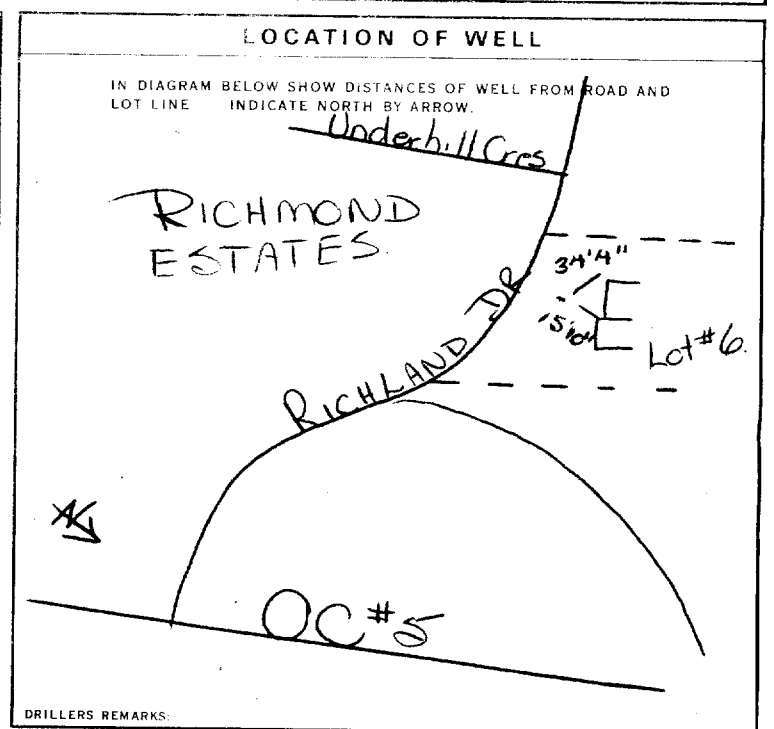 LOCATION OF WELL
IN DIAGRAM BELOW SHOW DISTANCES OF WELL FROM ROAD AND
LOT LINE INDICATE NORTH BY ARROW.
Underhill Cres
RICHMOND
ESTATES.
34'4"
15'10"
Lot #6.
RICHLAND DR
N
OC #5
DRILLERS REMARKS: